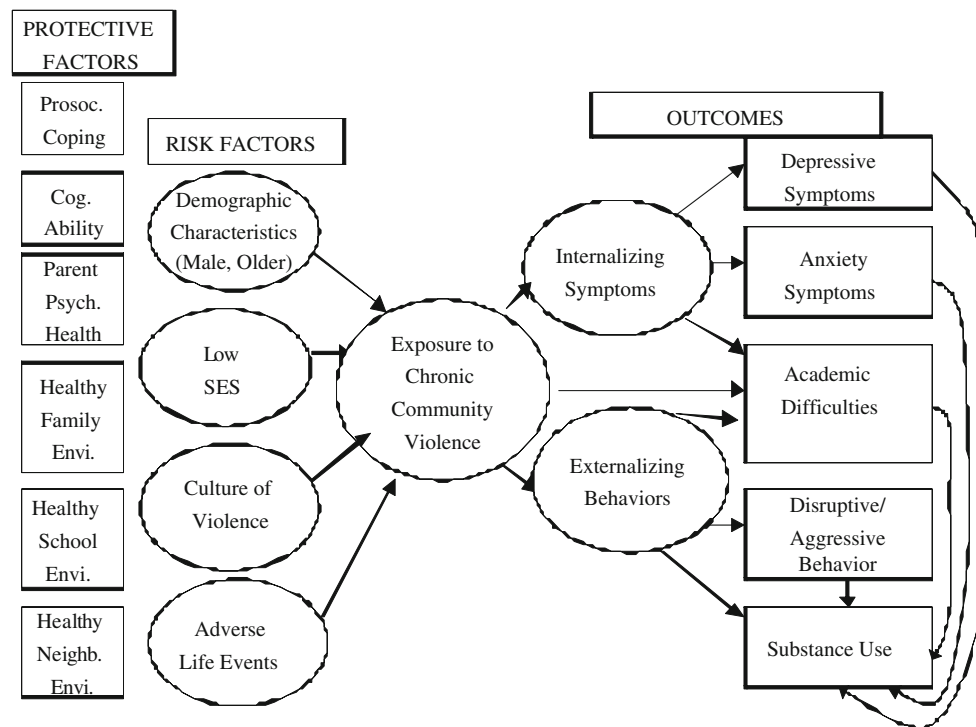 PROTECTIVE
FACTORS
Prosoc.
Coping
Cog.
Ability
Parent
Psych.
Health
Healthy
Family
Envi.
Healthy
School
Envi.
Healthy
Neighb.
Envi.
RISK FACTORS
Demographic
Characteristics
(Male, Older)
Low
SES
Culture of
Violence
Adverse
Life Events
Exposure to
Chronic
Community
Violence
Internalizing
Symptoms
Externalizing
Behaviors
OUTCOMES
Depressive
Symptoms
Anxiety
Symptoms
Academic
Difficulties
Disruptive/
Aggressive
Behavior
Substance Use